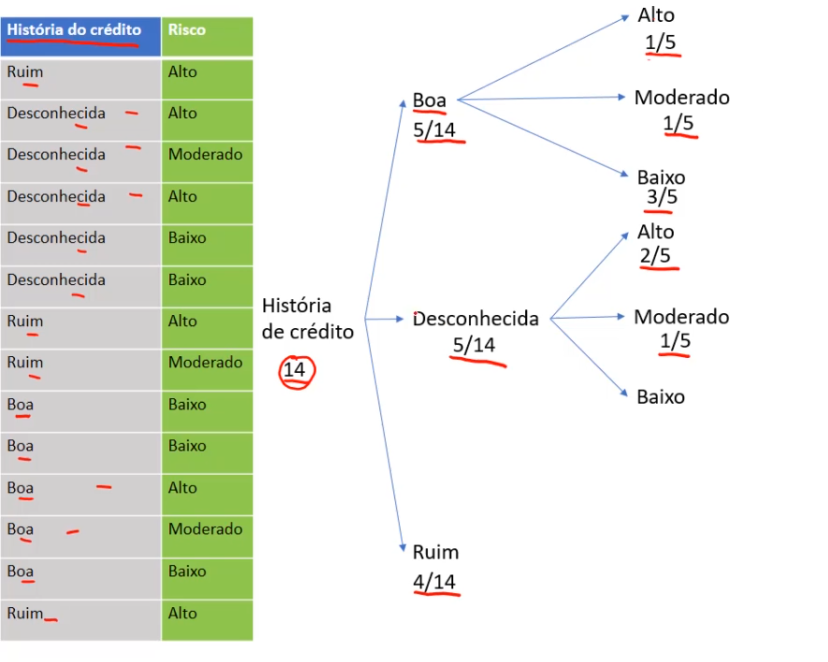 História do crédito Risco
Ruim Alto
Desconhecida Alto
Desconhecida Moderado
Desconhecida Alto
Desconhecida Baixo
Desconhecida Baixo
Ruim Alto
Ruim Moderado
Boa Baixo
Boa Baixo
Boa Alto
Boa Moderado
Boa Baixo
Ruim Alto
História
de crédito
14
Boa
5/14
Alto
1/5
Moderado
1/5
Baixo
3/5
Desconhecida
5/14
Alto
2/5
Moderado
1/5
Baixo
Ruim
4/14